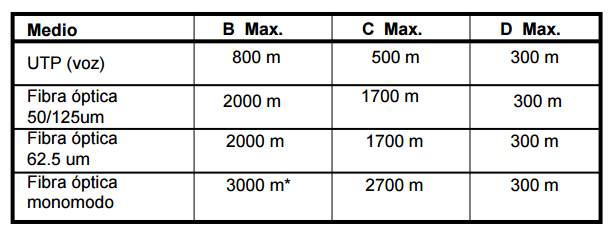 Medio B Max. C Max. D Max.
UTP (voz) 800 m 500 m 300 m
Fibra óptica
50/125um 2000 m 1700 m 300 m
Fibra óptica
62.5 um 2000 m 1700 m 300 m
Fibra óptica
monomodo 3000 m* 2700 m 300 m